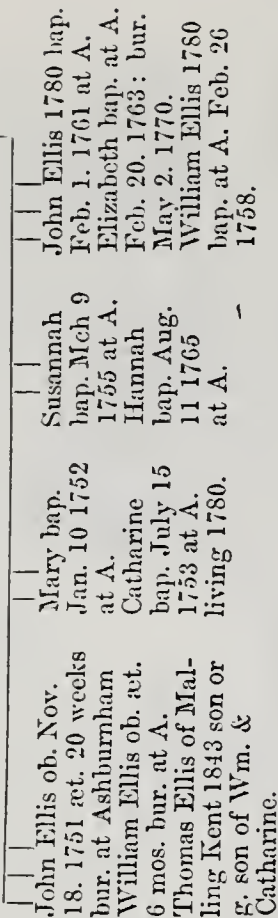 John Ellis ob. Nov.
18. 1751 æt. 20 weeks
bur. at Ashburnham
William Ellis ob. æt.
6 mos. bur. at A.
Thomas Ellis of Mal-
ling Kent 1843 son or
g. son of Wm. &
Catharine.
Mary bap.
Jan. 10 1752
at A.
Catharine
bap. July 15
1753 at A.
living 1780.
Susannah
bap. Mch 9
1755 at A.
Hannah
bap. Aug.
11 1765
at A.
John Ellis 1780 bap.
Feb. 1. 1761 at A.
Elizabeth bap. at A.
Feb. 20. 1763 : bur.
May 2. 1770.
William Ellis 1780
bap. at A. Feb. 26
1758.